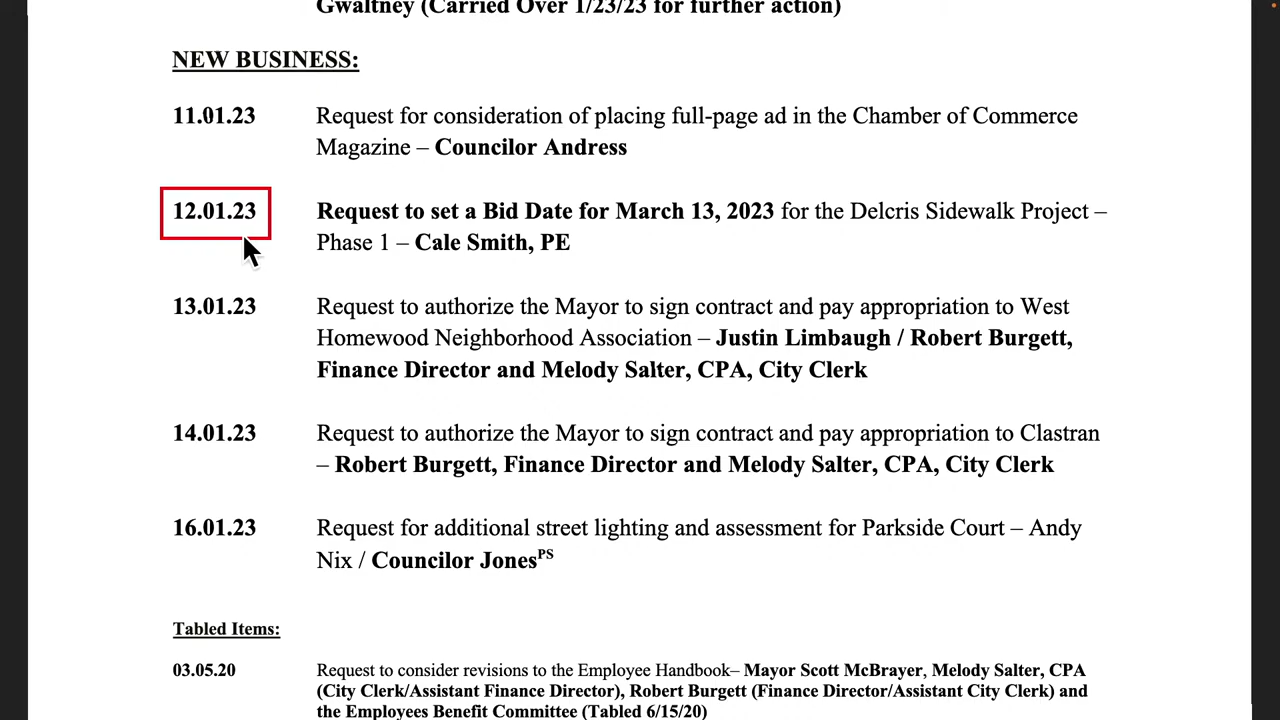 Gwaltney (Carried Over 1/23/23 for further action)
NEW BUSINESS:
11.01.23 Request for consideration of placing full-page ad in the Chamber of Commerce
Magazine – Councilor Andress
12.01.23 Request to set a Bid Date for March 13, 2023 for the Delcris Sidewalk Project –
Phase 1 – Cale Smith, PE
13.01.23 Request to authorize the Mayor to sign contract and pay appropriation to West
Homewood Neighborhood Association – Justin Limbaugh / Robert Burgett,
Finance Director and Melody Salter, CPA, City Clerk
14.01.23 Request to authorize the Mayor to sign contract and pay appropriation to Clastran
– Robert Burgett, Finance Director and Melody Salter, CPA, City Clerk
16.01.23 Request for additional street lighting and assessment for Parkside Court – Andy
Nix / Councilor JonesPS
Tabled Items:
03.05.20 Request to consider revisions to the Employee Handbook– Mayor Scott McBrayer, Melody Salter, CPA
(City Clerk/Assistant Finance Director), Robert Burgett (Finance Director/Assistant City Clerk) and
the Employees Benefit Committee (Tabled 6/15/20)